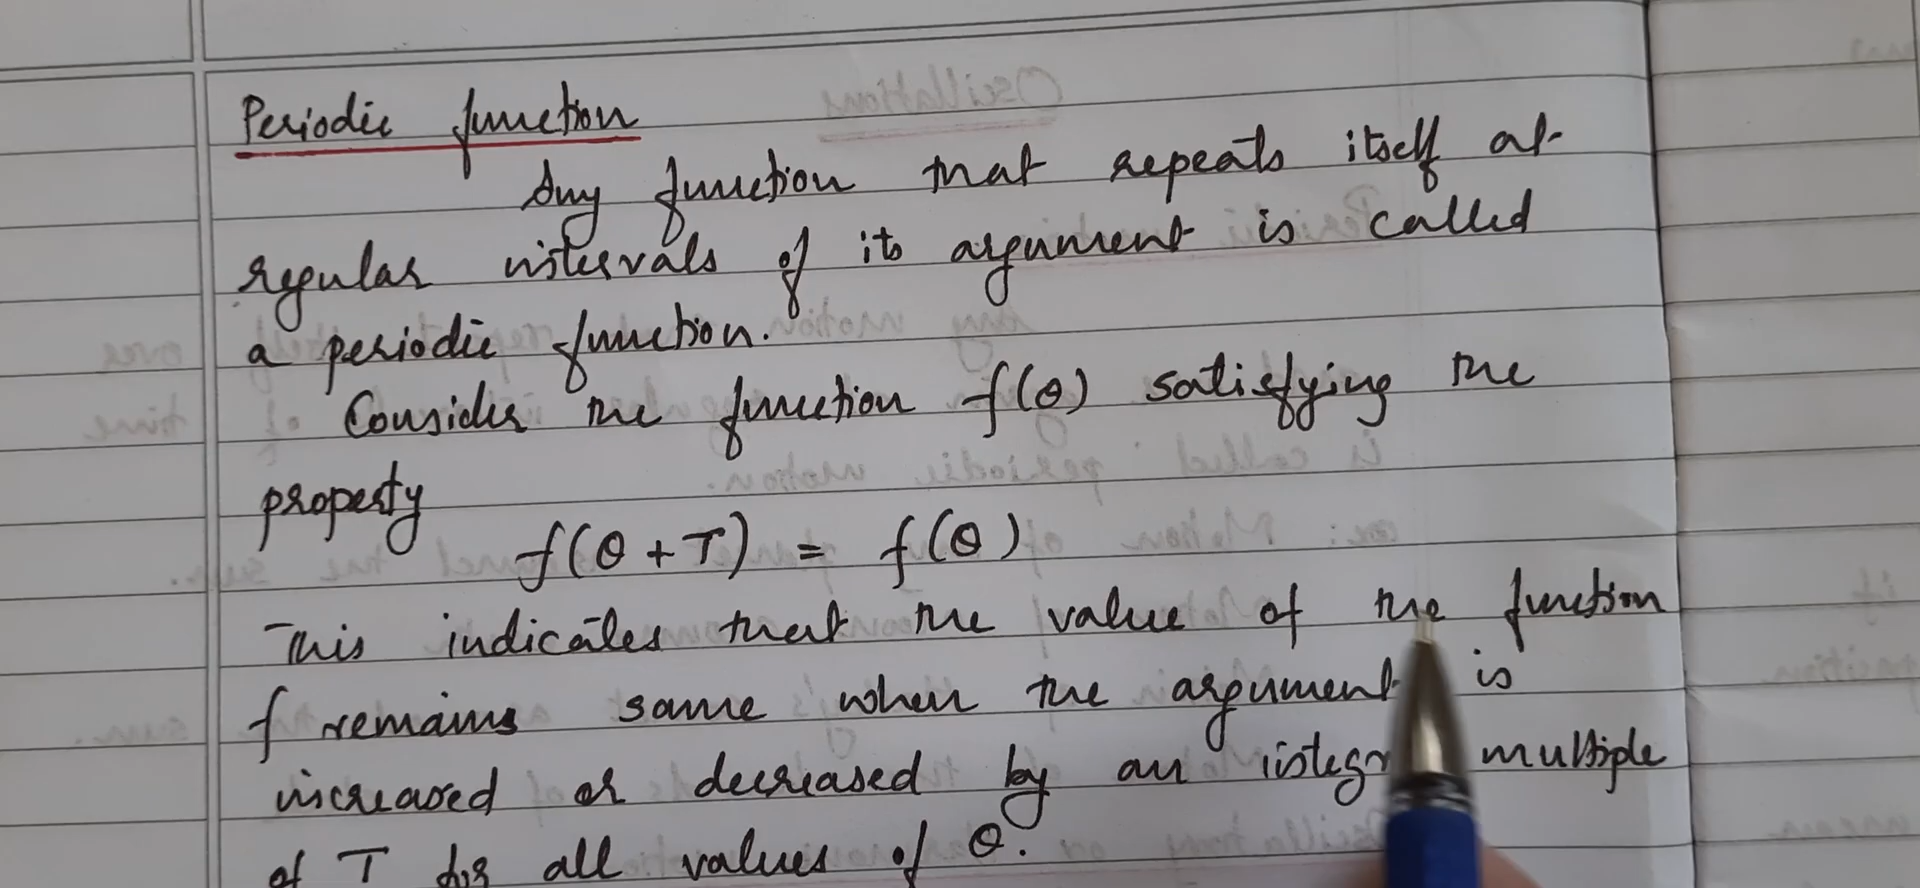 Periodic function
Any function that repeats itself at
regular intervals of its argument is called
a periodic function.
Consider the function f(θ) satisfying the
property
f(θ + T) = f(θ)
This indicates that the value of the function
f remains same when the argument is
increased or decreased by an multiple
of T for all values of θ.